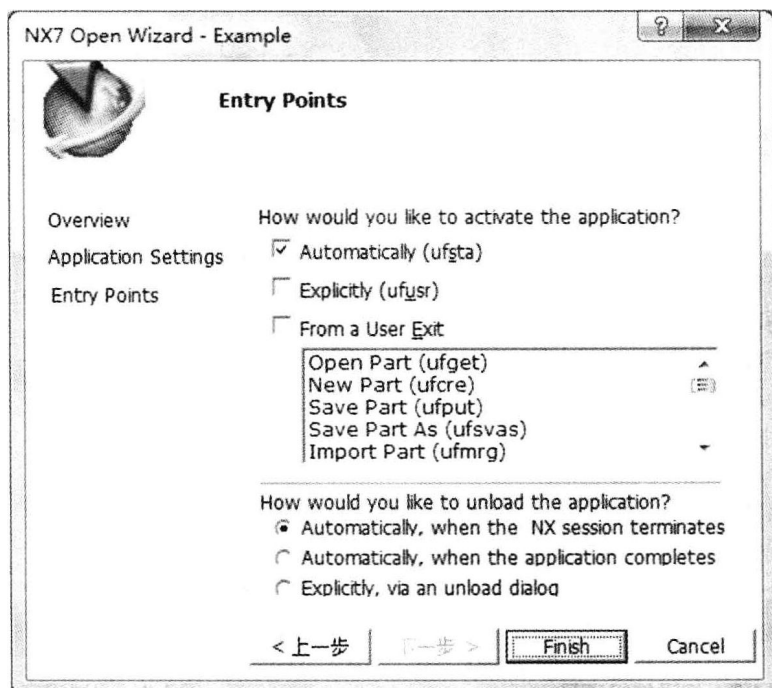 NX7 Open Wizard - Example
Entry Points
Overview
Application Settings
Entry Points
How would you like to activate the application?
Automatically (ufsta)
Explicitly (ufusr)
From a User Exit
Open Part (ufget)
New Part (ufcre)
Save Part (ufput)
Save Part As (ufsvas)
Import Part (ufmrg)
How would you like to unload the application?
Automatically, when the NX session terminates
Automatically, when the application completes
Explicitly, via an unload dialog
< 上一步
下一步 >
Finish
Cancel